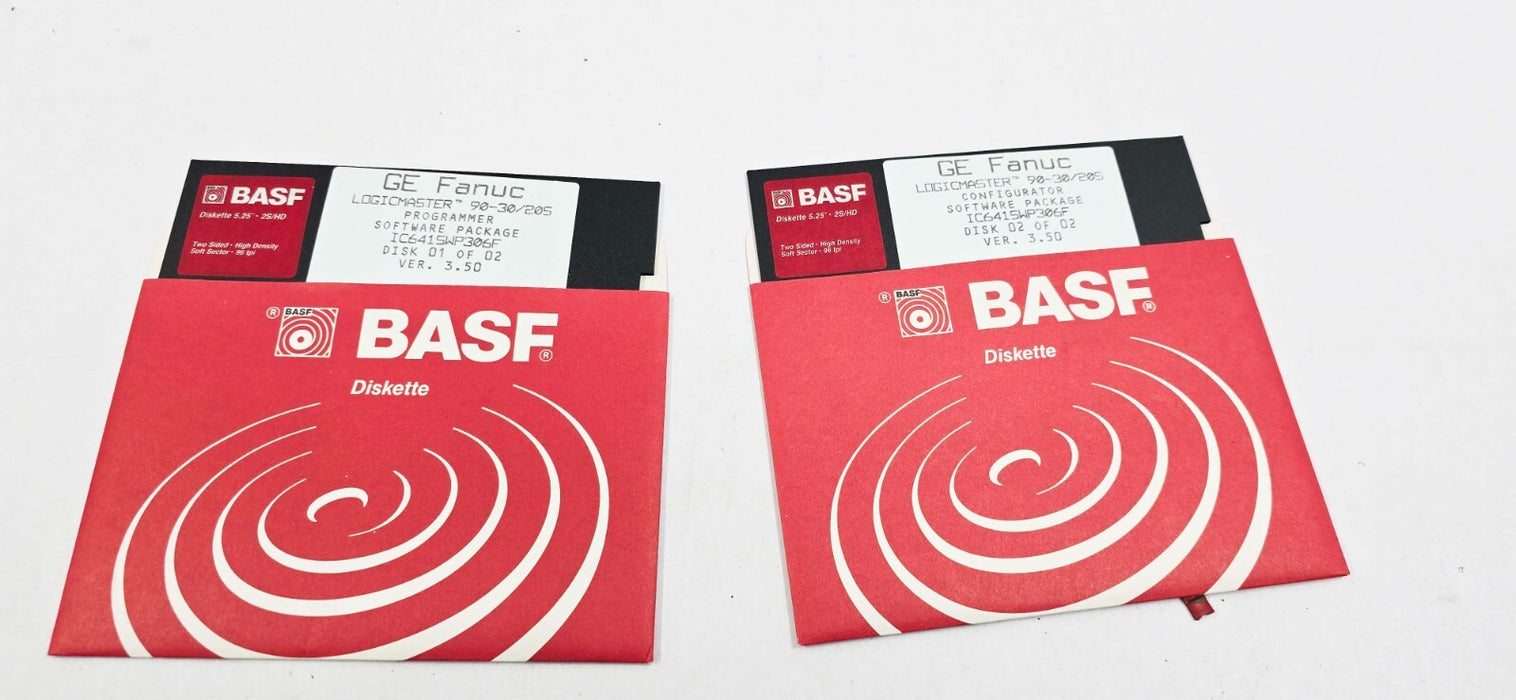 BASF
Diskette 5.25" · 2S/HD
Two Sided · High Density
Soft Sector · 96 tpi
GE Fanuc
LOGICMASTER™ 90-30/20S
PROGRAMMER
SOFTWARE PACKAGE
IC641SWP306F
DISK 01 OF 02
VER. 3.50
® BASF
BASF®
Diskette
BASF
Diskette 5.25" · 2S/HD
Two Sided · High Density
Soft Sector · 96 tpi
GE Fanuc
LOGICMASTER™ 90-30/20S
CONFIGURATOR
SOFTWARE PACKAGE
IC641SWP306F
DISK 02 OF 02
VER. 3.50
® BASF
BASF®
Diskette